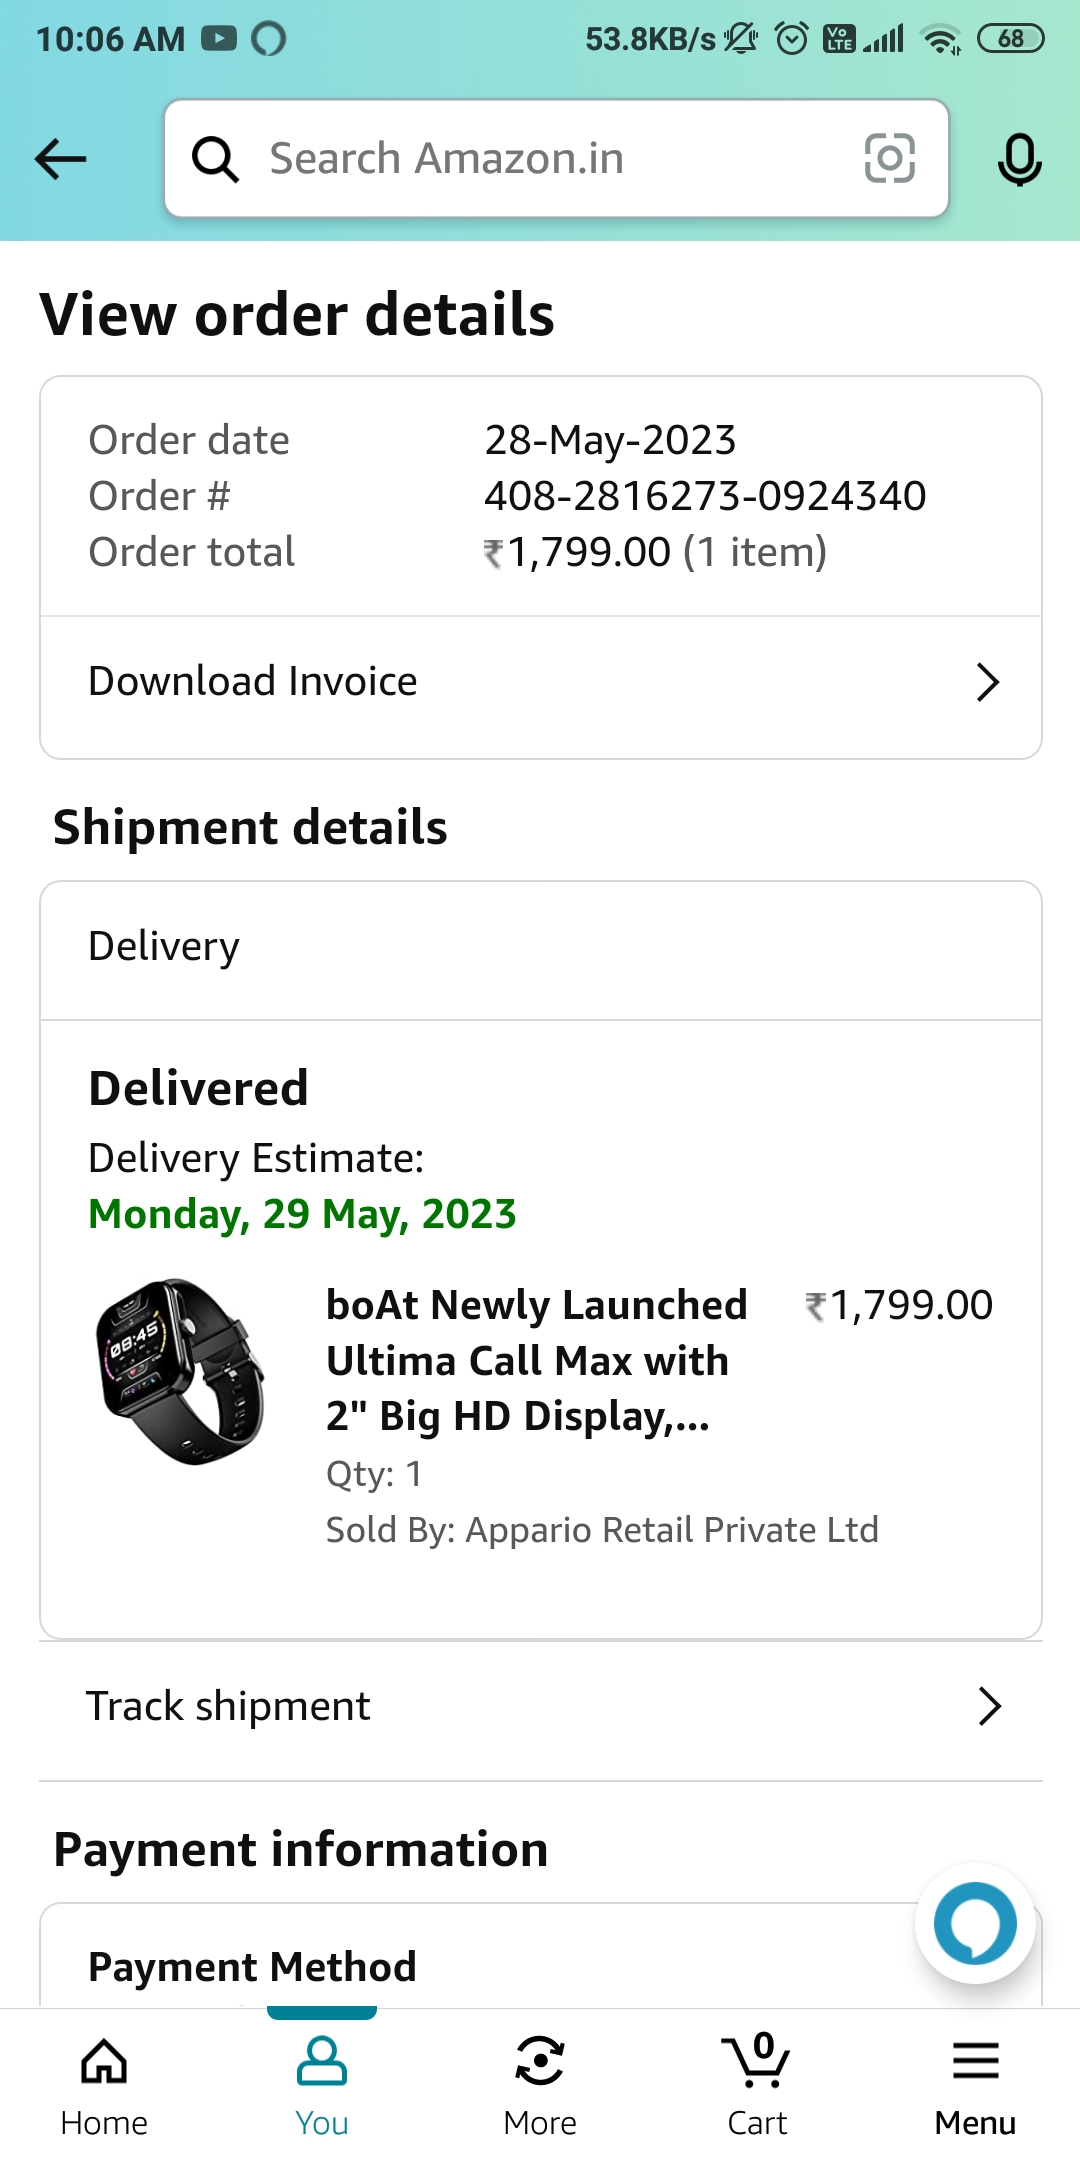 10:06 AM 53.8KB/s Vo LTE 68
Search Amazon.in
View order details
Order date 28-May-2023
Order # 408-2816273-0924340
Order total ₹1,799.00 (1 item)
Download Invoice
Shipment details
Delivery
Delivered
Delivery Estimate:
Monday, 29 May, 2023
08:45
boAt Newly Launched ₹1,799.00
Ultima Call Max with
2" Big HD Display,...
Qty: 1
Sold By: Appario Retail Private Ltd
Track shipment
Payment information
Payment Method
0
Home You More Cart Menu